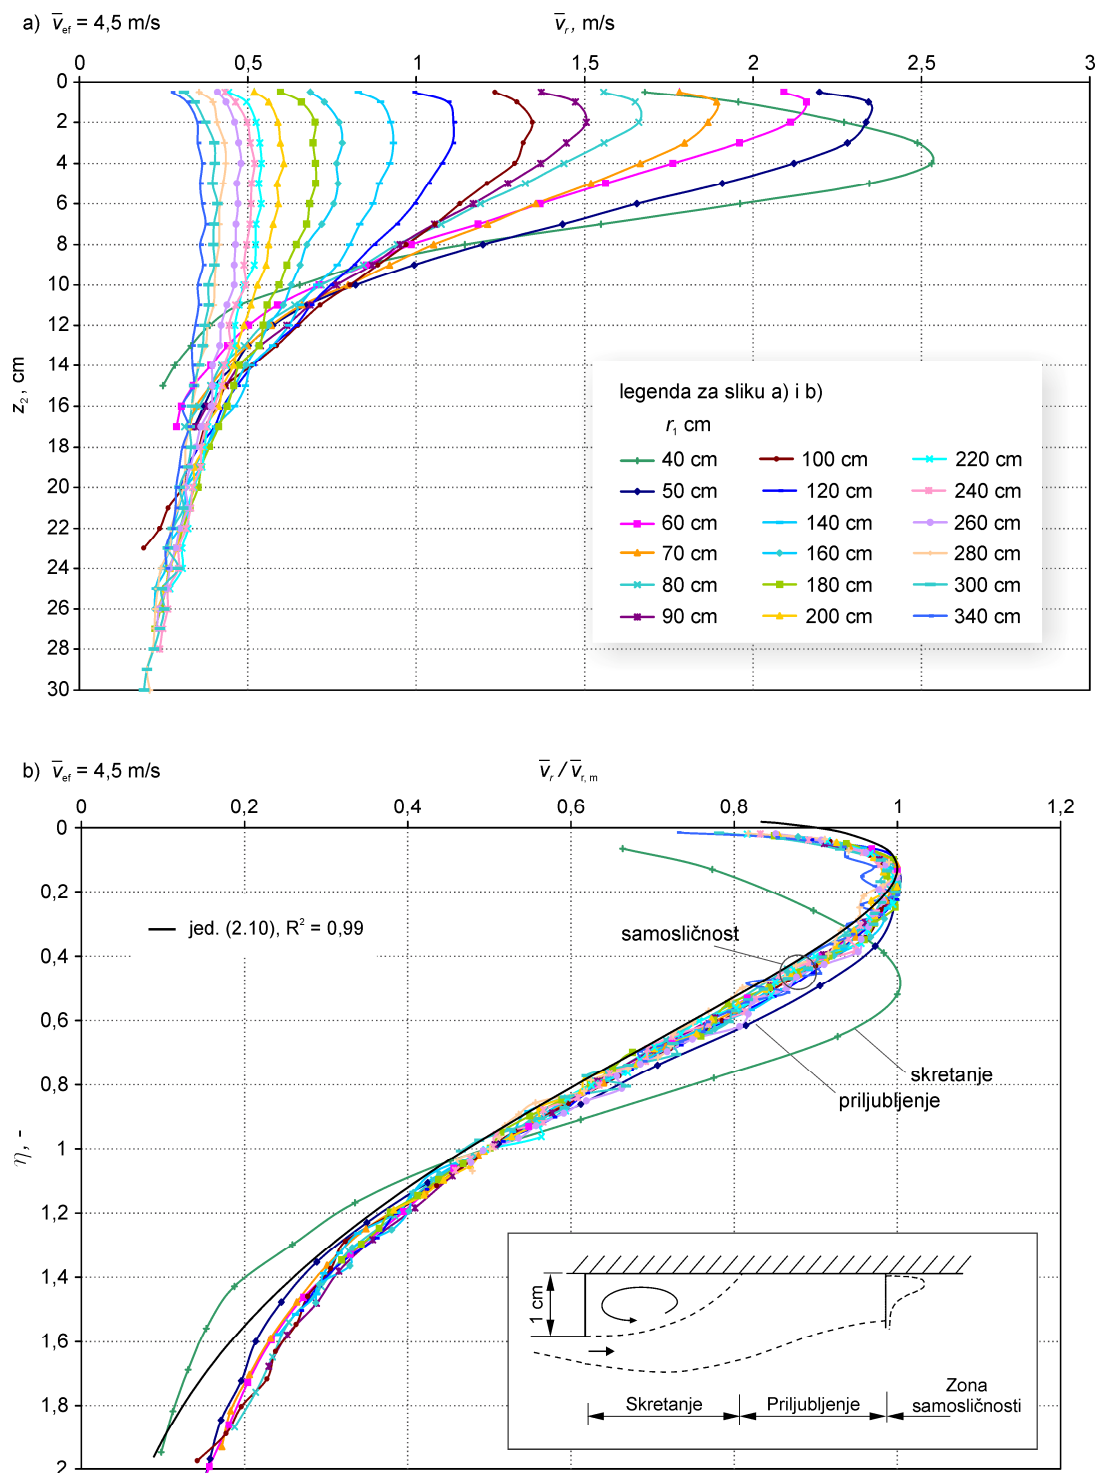 a) v̅ef = 4,5 m/s
v̅r, m/s
0 0,5 1 1,5 2 2,5 3
0
2
4
6
8
10
12
14
16
18
20
22
24
26
28
30
z2, cm
legenda za sliku a) i b)
r1 cm
40 cm 100 cm 220 cm
50 cm 120 cm 240 cm
60 cm 140 cm 260 cm
70 cm 160 cm 280 cm
80 cm 180 cm 300 cm
90 cm 200 cm 340 cm
b) v̅ef = 4,5 m/s
v̅r / v̅r, m
0 0,2 0,4 0,6 0,8 1 1,2
0
0,2
0,4
0,6
0,8
1
1,2
1,4
1,6
1,8
2
η, -
jed. (2.10), R² = 0,99
samosličnost
skretanje
priljubljenje
1 cm
Skretanje
Priljubljenje
Zona
samosličnosti